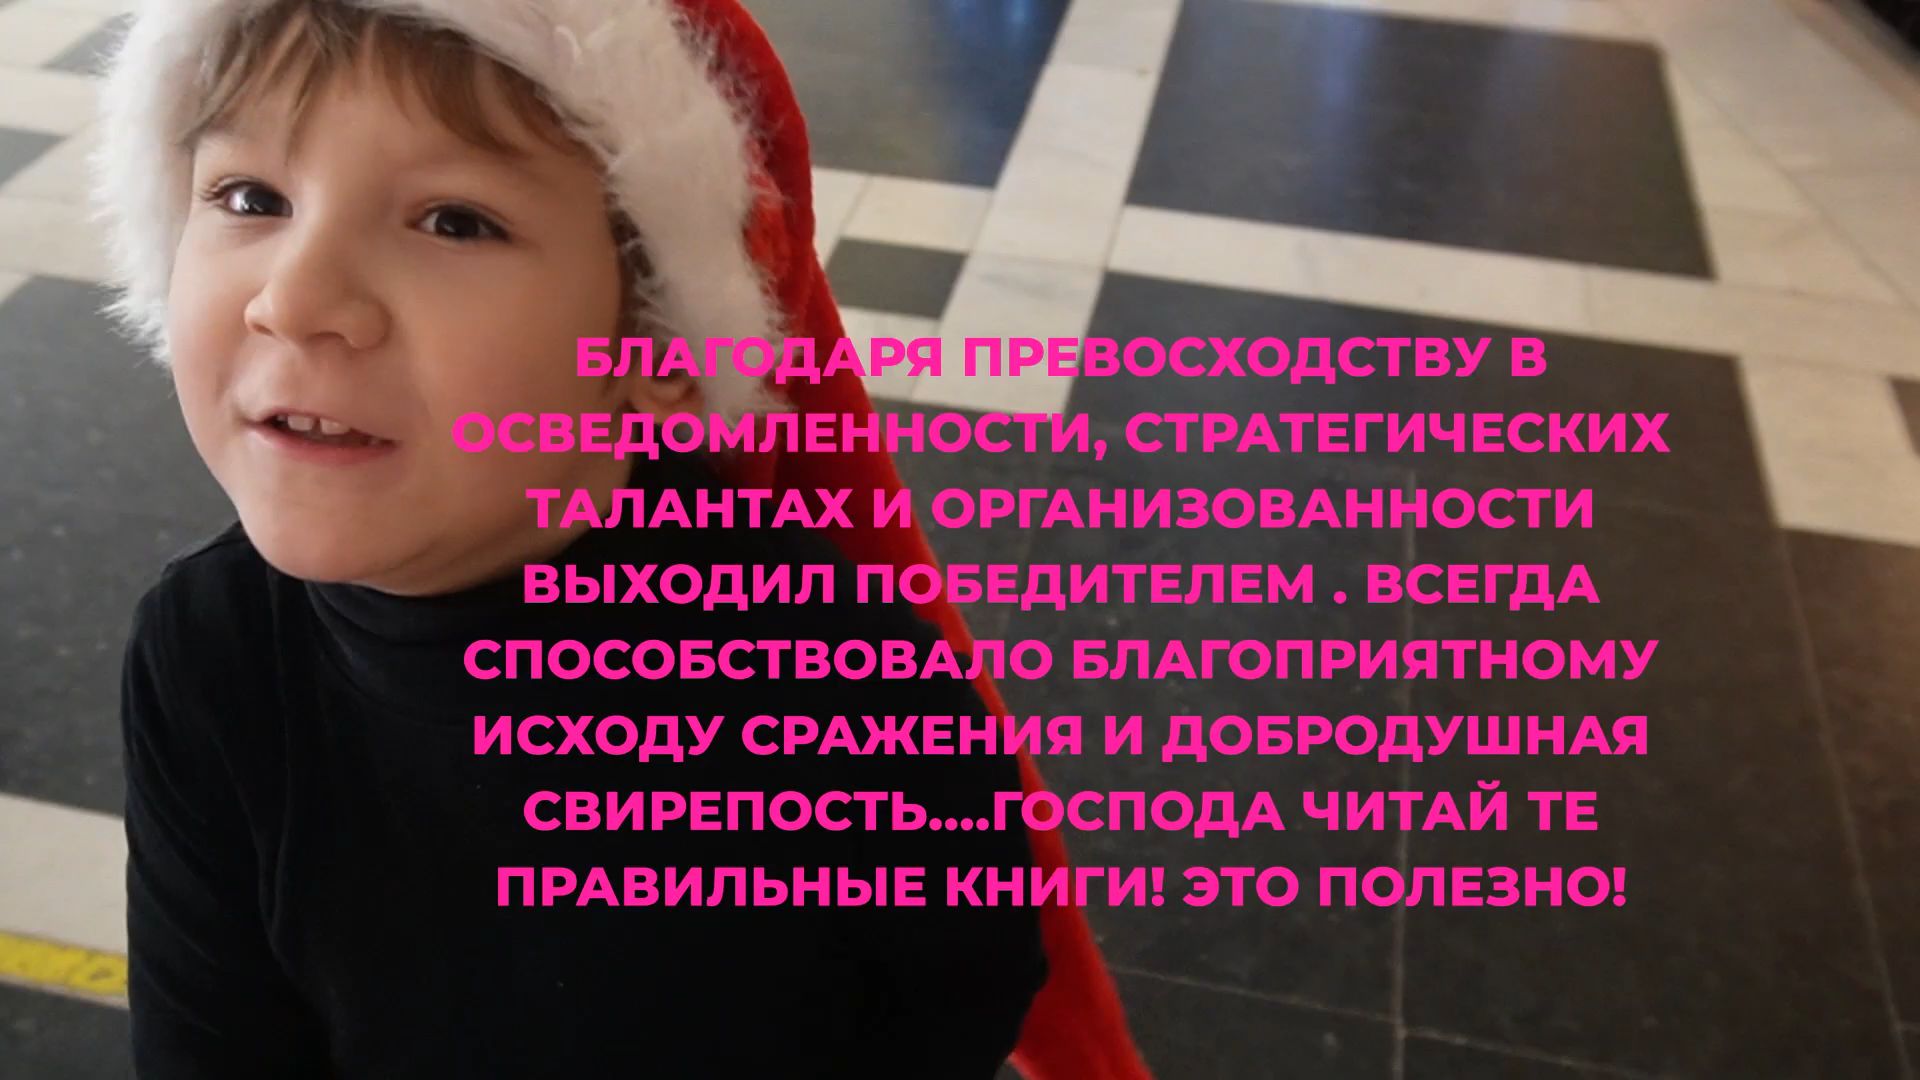 БЛАГОДАРЯ ПРЕВОСХОДСТВУ В
ОСВЕДОМЛЕННОСТИ, СТРАТЕГИЧЕСКИХ
ТАЛАНТАХ И ОРГАНИЗОВАННОСТИ
ВЫХОДИЛ ПОБЕДИТЕЛЕМ . ВСЕГДА
СПОСОБСТВОВАЛО БЛАГОПРИЯТНОМУ
ИСХОДУ СРАЖЕНИЯ И ДОБРОДУШНАЯ
СВИРЕПОСТЬ....ГОСПОДА ЧИТАЙ ТЕ
ПРАВИЛЬНЫЕ КНИГИ! ЭТО ПОЛЕЗНО!